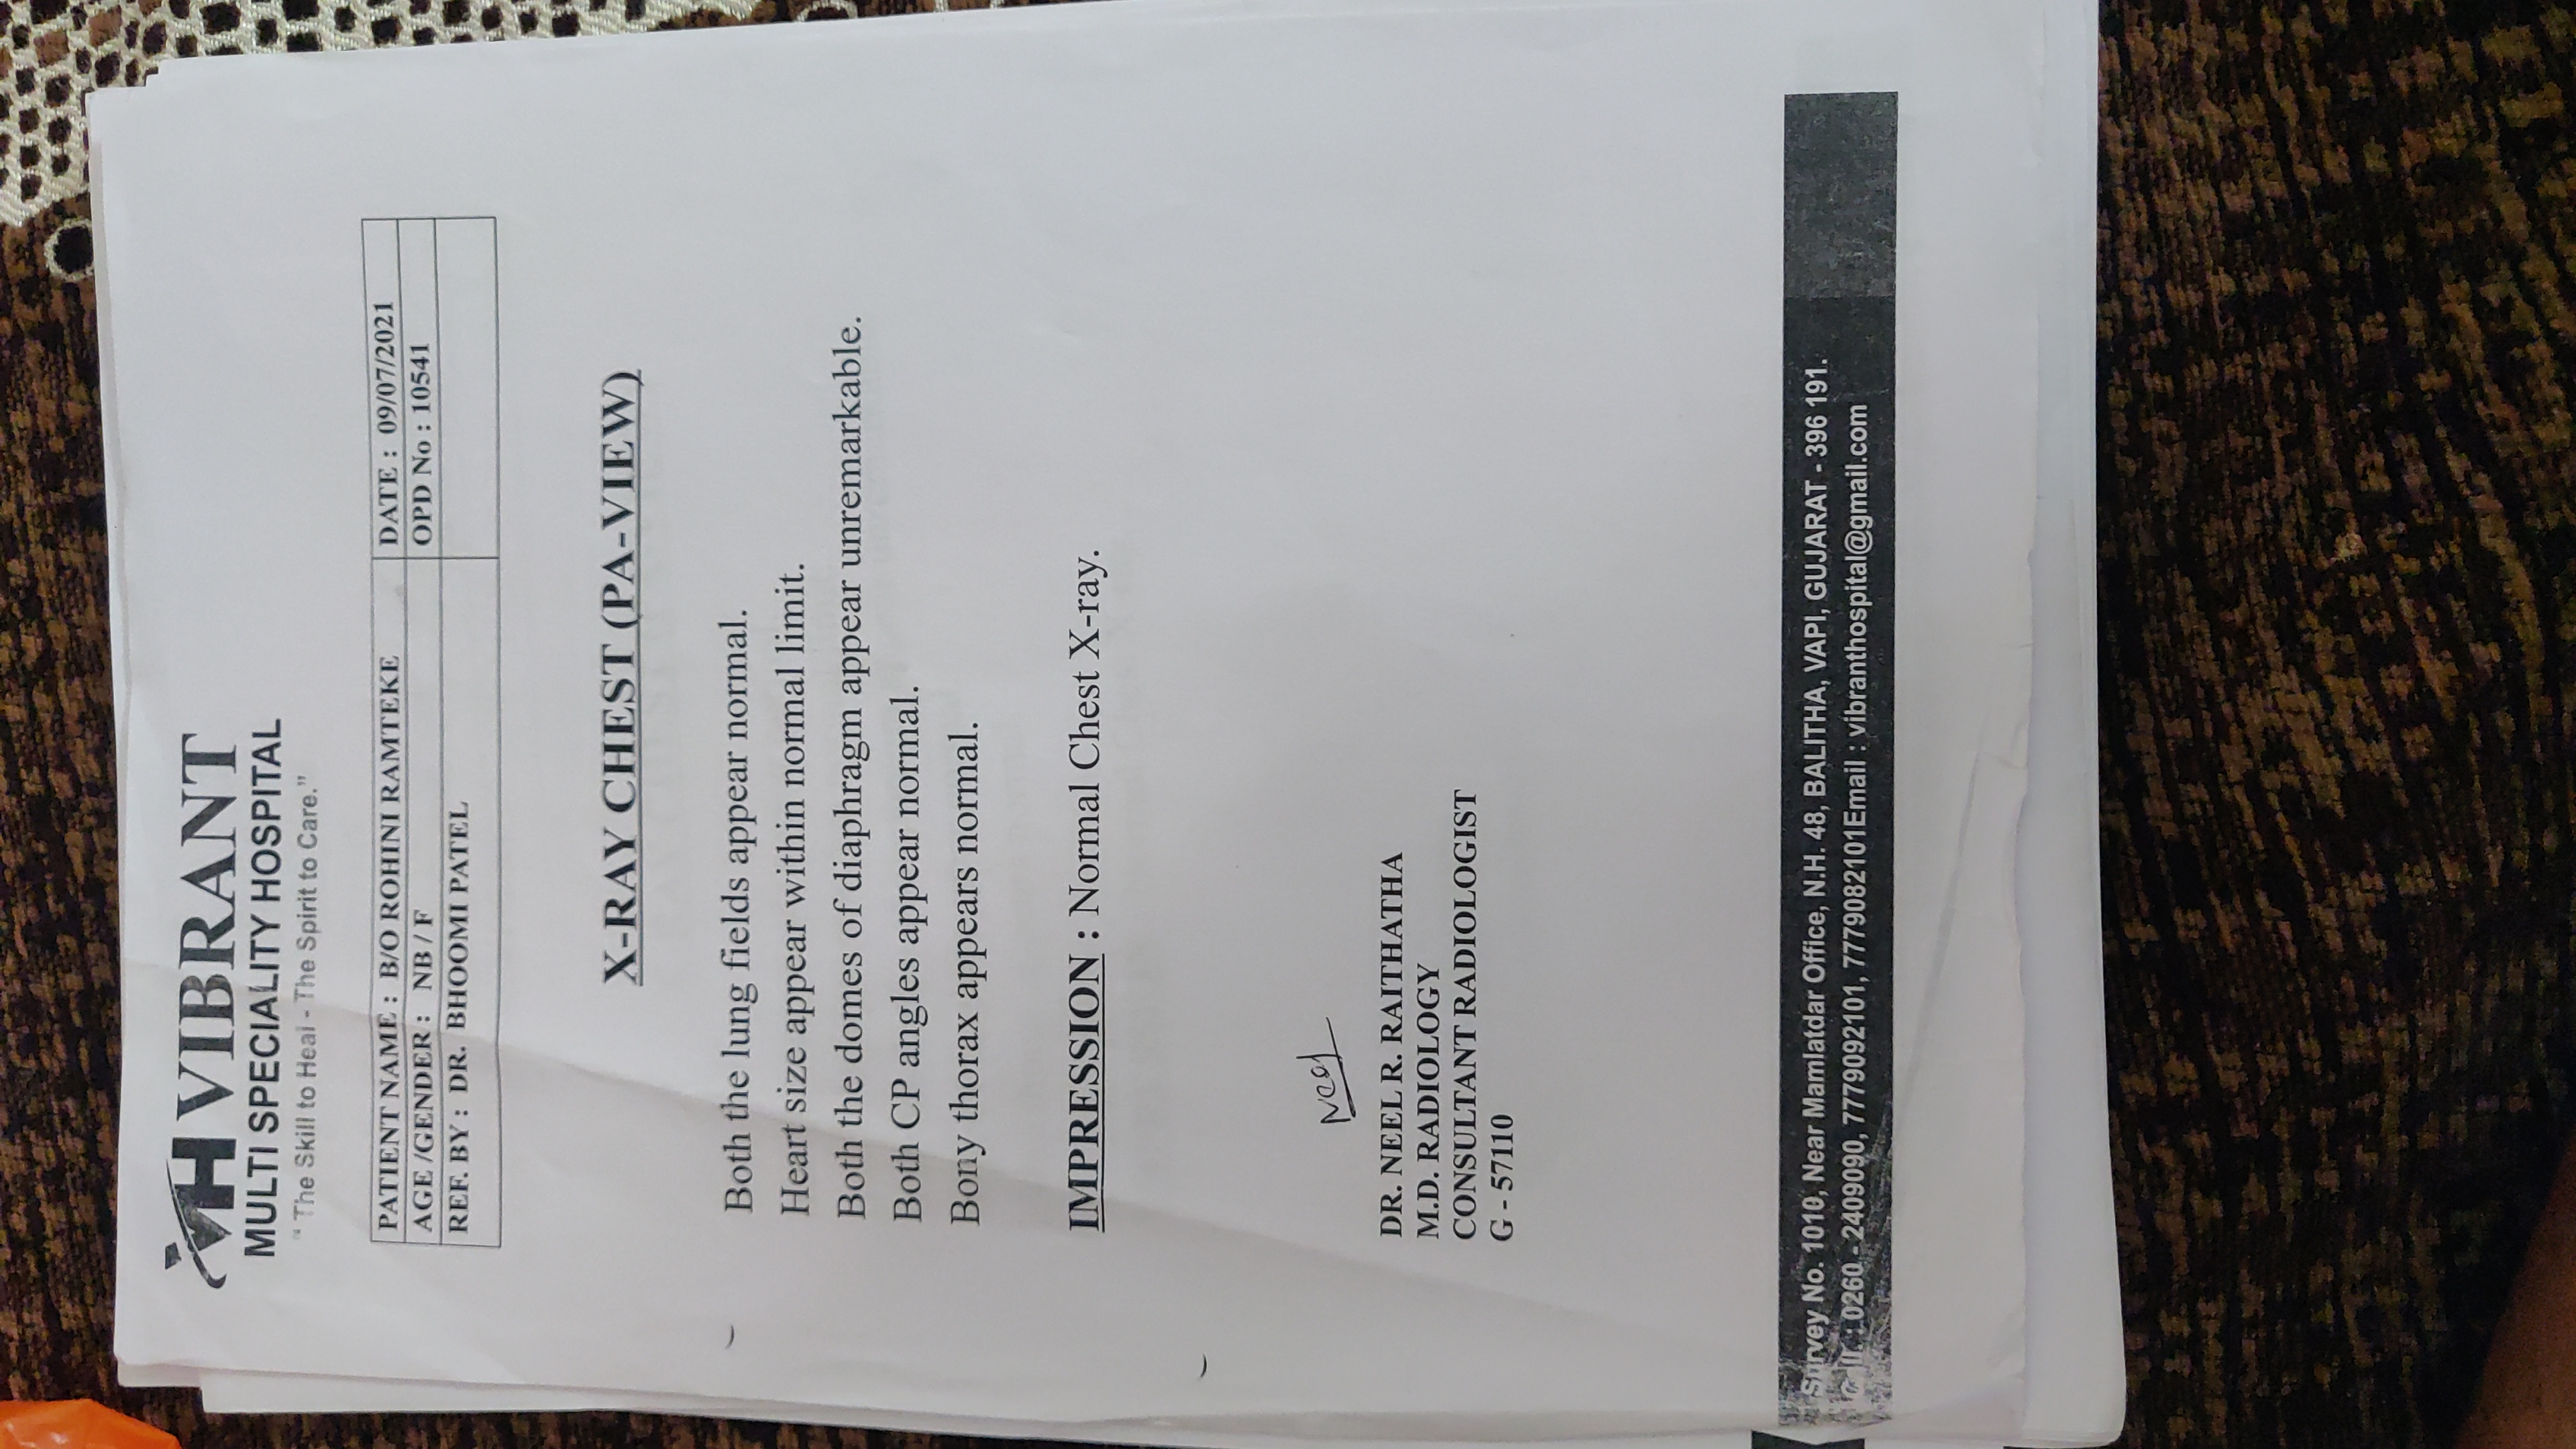 VH VIBRANT
MULTI SPECIALITY HOSPITAL
" The Skill to Heal - The Spirit to Care."
PATIENT NAME : B/O ROHINI RAMTEKE DATE : 09/07/2021
AGE /GENDER : NB / F OPD No : 10541
REF. BY : DR. BHOOMI PATEL
X-RAY CHEST (PA-VIEW)
Both the lung fields appear normal.
Heart size appear within normal limit.
Both the domes of diaphragm appear unremarkable.
Both CP angles appear normal.
Bony thorax appears normal.
IMPRESSION : Normal Chest X-ray.
Neel
DR. NEEL R. RAITHATHA
M.D. RADIOLOGY
CONSULTANT RADIOLOGIST
G - 57110
Survey No. 1010, Near Mamlatdar Office, N.H. 48, BALITHA, VAPI, GUJARAT - 396 191.
: 0260 - 2409090, 7779092101, 7779082101Email : vibranthospital@gmail.com